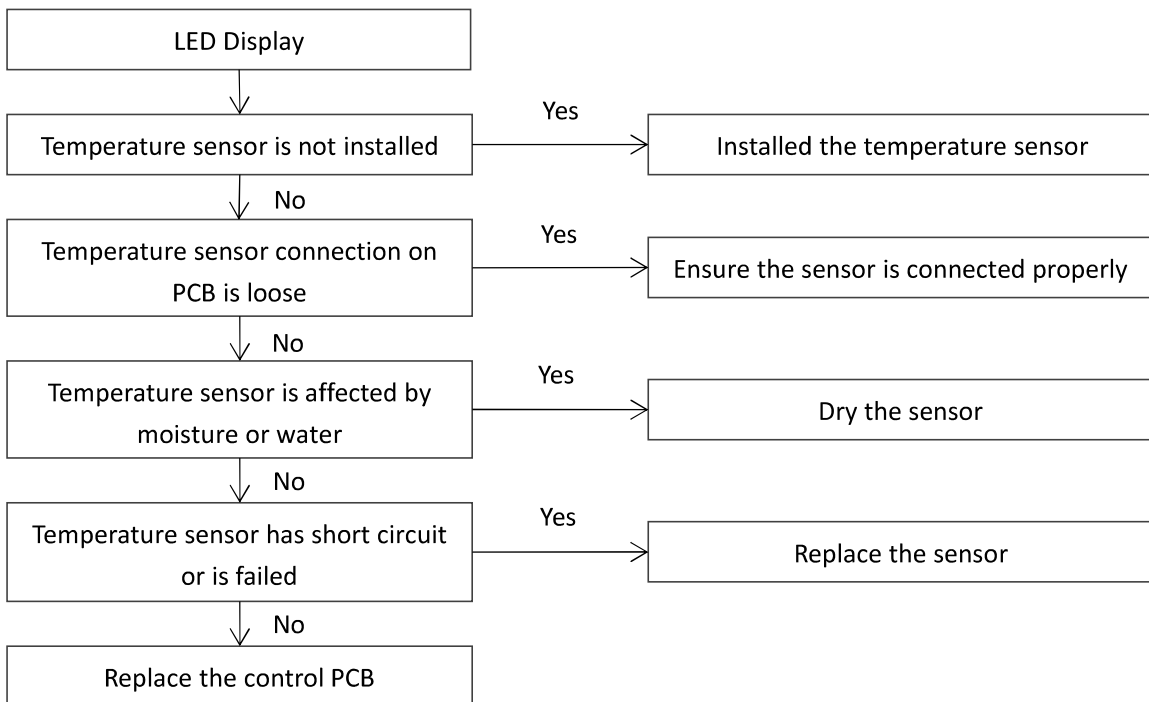 LED Display
Yes
Temperature sensor is not installed
Installed the temperature sensor
No
Temperature sensor connection on
PCB is loose
Yes
Ensure the sensor is connected properly
No
Temperature sensor is affected by
moisture or water
Yes
Dry the sensor
No
Temperature sensor has short circuit
or is failed
Yes
Replace the sensor
No
Replace the control PCB